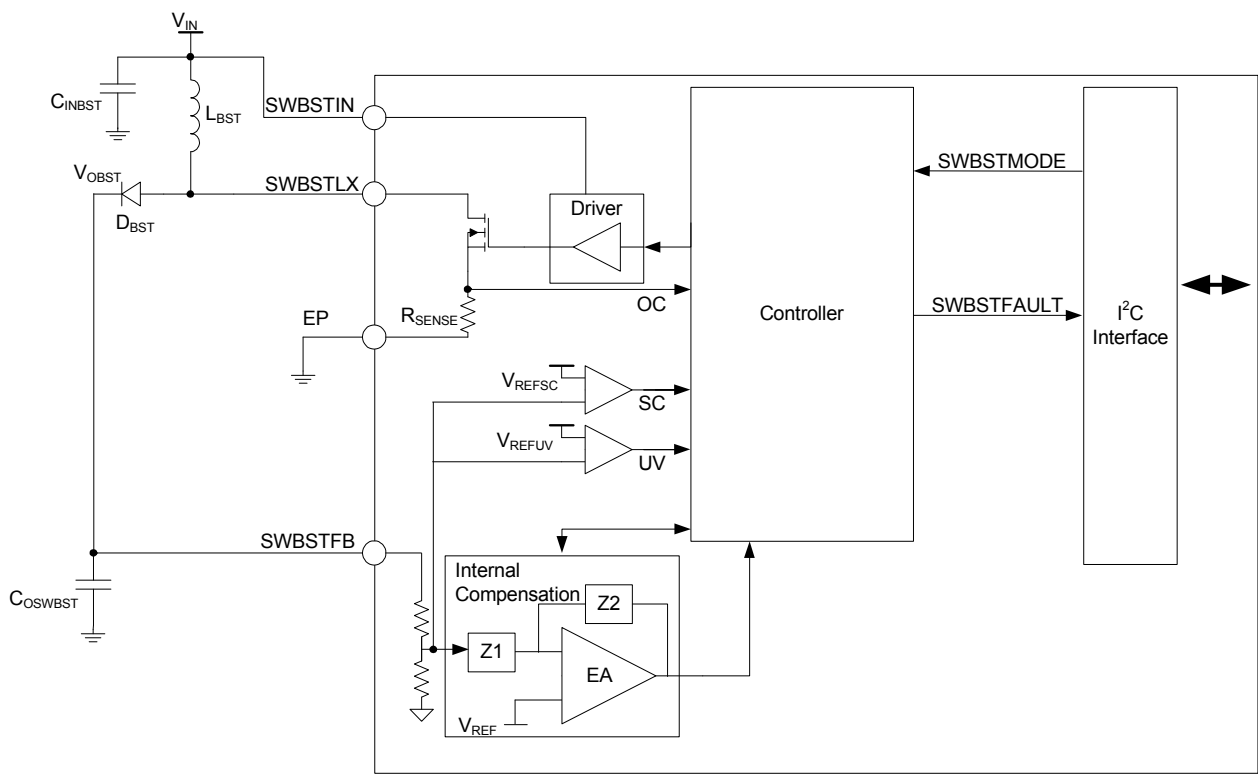 V_IN
C_INBST
L_BST
SWBSTIN
V_OBST
SWBSTLX
D_BST
Driver
SWBSTMODE
EP
R_SENSE
OC
Controller
SWBSTFAULT
I²C
Interface
V_REFSC
SC
V_REFUV
UV
SWBSTFB
Internal
Compensation
C_OSWBST
Z2
Z1
EA
V_REF